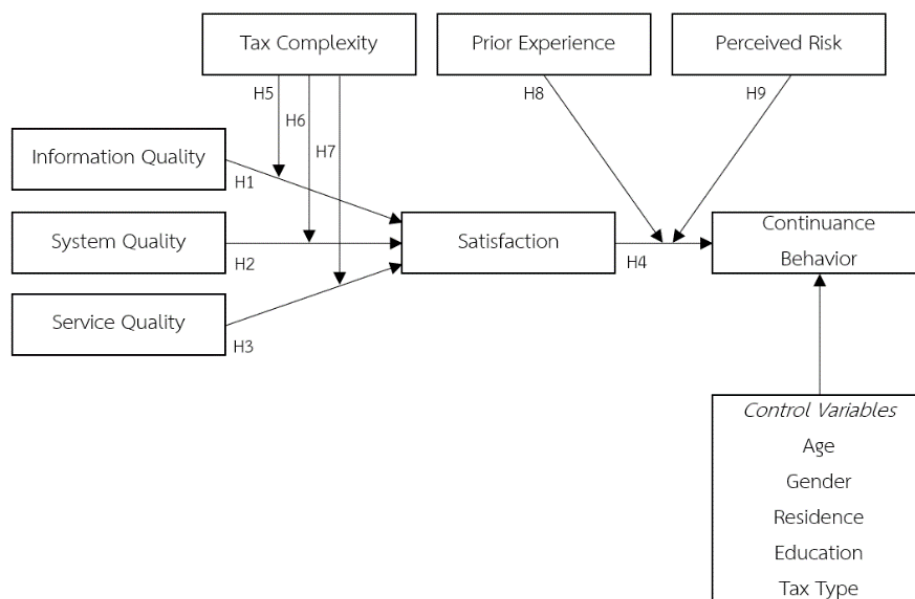 Tax Complexity
Prior Experience
Perceived Risk
H5
H6
H7
H8
H9
Information Quality
H1
System Quality
H2
Service Quality
H3
Satisfaction
H4
Continuance
Behavior
Control Variables
Age
Gender
Residence
Education
Tax Type